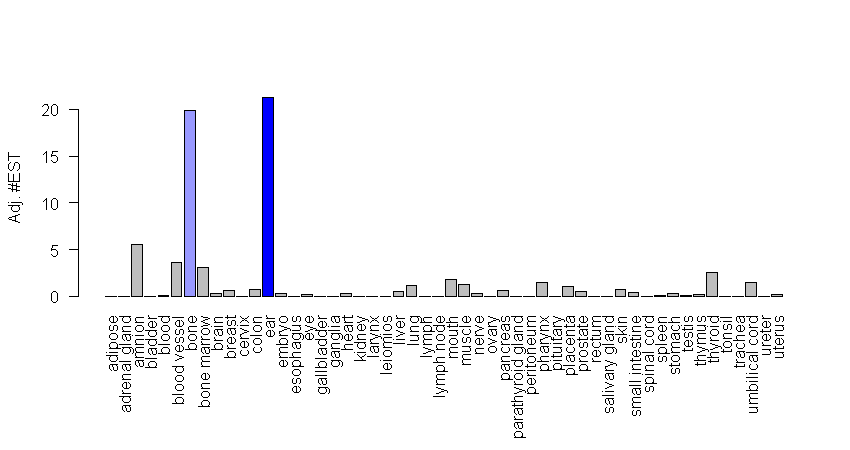 Adj. #EST
20
15
10
5
0
adipose
adrenal gland
amnion
bladder
blood
blood vessel
bone
bone marrow
brain
breast
cervix
colon
ear
embryo
esophagus
eye
gallbladder
ganglia
heart
kidney
larynx
leiomios
liver
lung
lymph
lymph node
mouth
muscle
nerve
ovary
pancreas
parathyroid gland
peritoneum
pharynx
pituitary
placenta
prostate
rectum
salivary gland
skin
small intestine
spinal cord
spleen
stomach
testis
thymus
thyroid
tonsil
trachea
umbilical cord
ureter
uterus